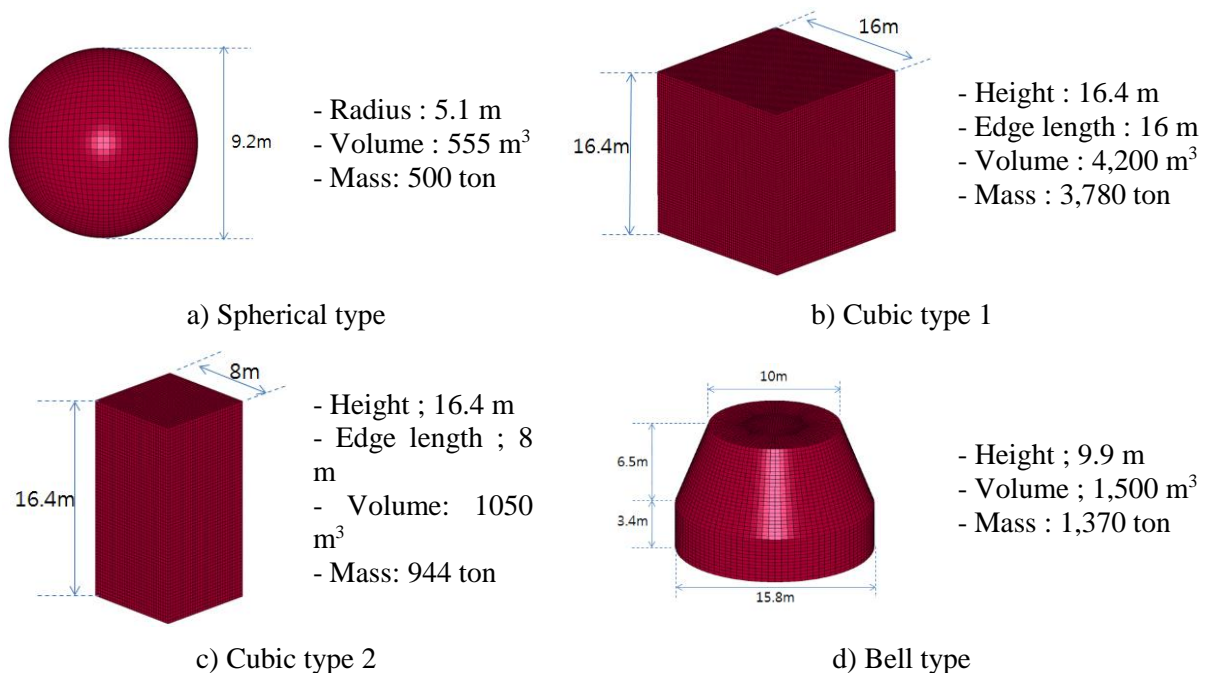 9.2m
- Radius : 5.1 m
- Volume : 555 m³
- Mass: 500 ton
a) Spherical type
16m
16.4m
- Height : 16.4 m
- Edge length : 16 m
- Volume : 4,200 m³
- Mass : 3,780 ton
b) Cubic type 1
8m
16.4m
- Height ; 16.4 m
- Edge length ; 8
m
- Volume: 1050
m³
- Mass: 944 ton
c) Cubic type 2
10m
6.5m
3.4m
15.8m
- Height ; 9.9 m
- Volume ; 1,500 m³
- Mass : 1,370 ton
d) Bell type